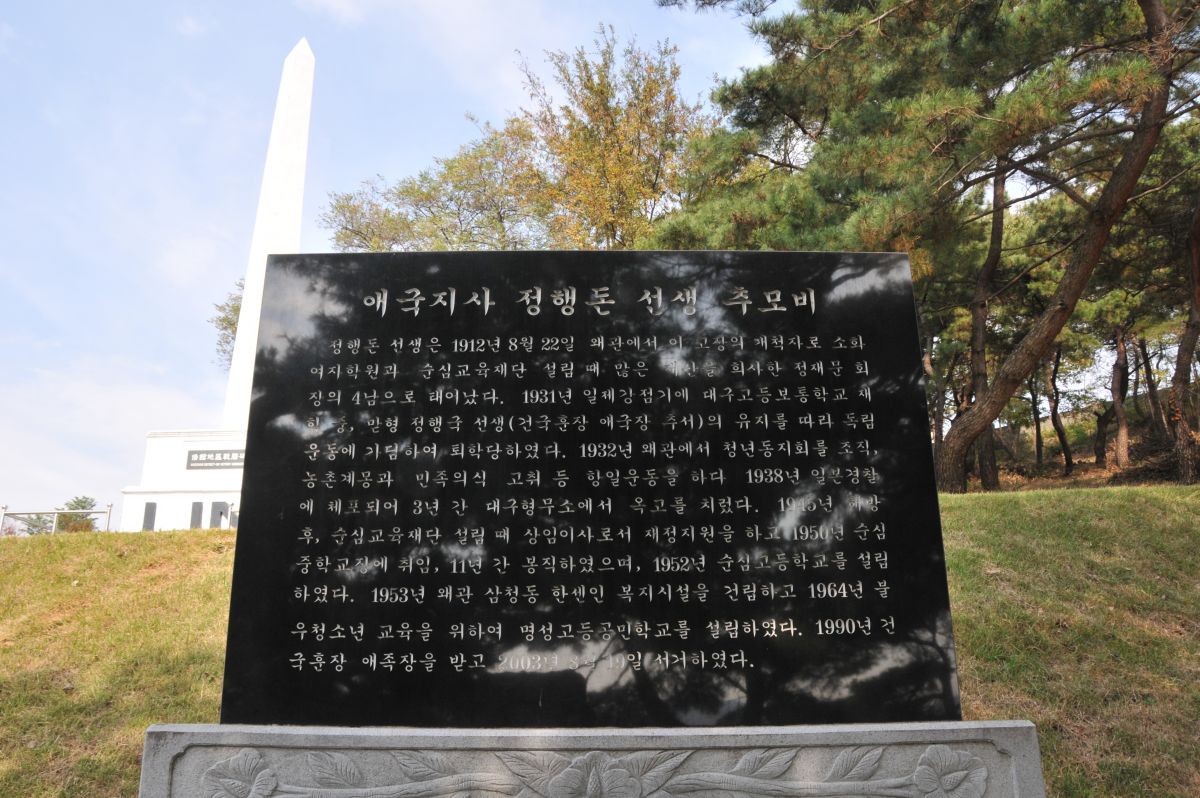 애국지사 정행돈 선생 추모비
정행돈 선생은 1912년 8월 22일 왜관에서 이 고장의 개척자로 소화
여자학원과 순심교육재단 설립 때 많은 재산을 희사한 정재문 회
장의 4남으로 태어났다. 1931년 일제강점기에 대구고등보통학교 재
학 중, 맏형 정행국 선생(건국훈장 애국장 추서)의 유지를 따라 독립
운동에 가담하여 퇴학당하였다. 1932년 왜관에서 청년동지회를 조직,
농촌계몽과 민족의식 고취 등 항일운동을 하다 1938년 일본경찰
에 체포되어 3년 간 대구형무소에서 옥고를 치렀다. 1945년 해방
후, 순심교육재단 설립 때 상임이사로서 재정지원을 하고 1950년 순심
중학교장에 취임, 11년 간 봉직하였으며, 1952년 순심고등학교를 설립
하였다. 1953년 왜관 삼청동 한센인 복지시설을 건립하고 1964년 불
우청소년 교육을 위하여 명성고등공민학교를 설립하였다. 1990년 건
국훈장 애족장을 받고 2003년 8월 19일 서거하였다.